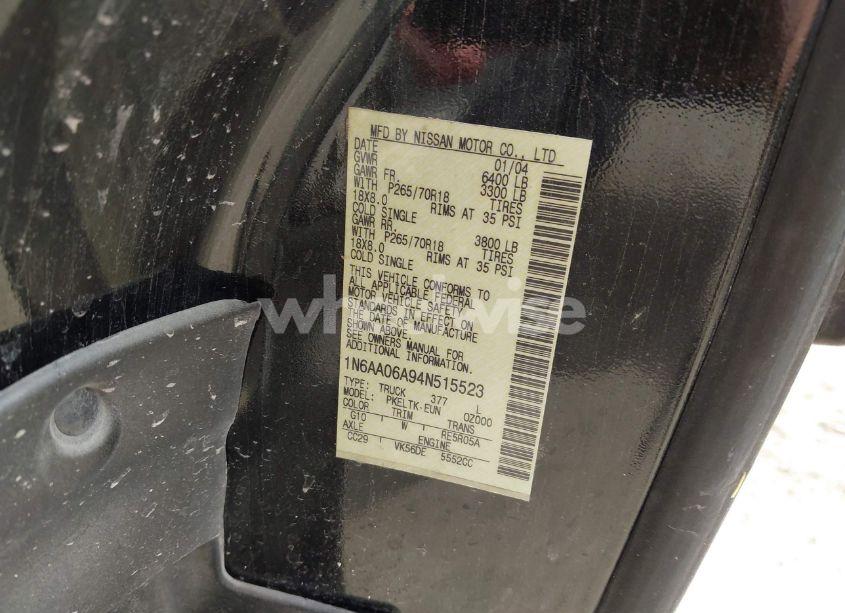 MFD BY NISSAN MOTOR CO., LTD
DATE 01/04
GVWR 6400 LB
GAWR FR. 3300 LB
WITH P265/70R18 TIRES
18X8.0 RIMS AT 35 PSI
COLD SINGLE
GAWR RR. 3800 LB
WITH P265/70R18 TIRES
18X8.0 RIMS AT 35 PSI
COLD SINGLE
THIS VEHICLE CONFORMS TO
ALL APPLICABLE FEDERAL
MOTOR VEHICLE SAFETY
STANDARDS IN EFFECT ON
THE DATE OF MANUFACTURE
SHOWN ABOVE.
SEE OWNERS MANUAL FOR
ADDITIONAL INFORMATION.
1N6AA06A94N515523
TYPE: TRUCK 377 L
MODEL: PKELTK-EUN 0Z000
COLOR TRIM TRANS
G10 W RE5R05A
AXLE ENGINE
CC29 VK56DE 5552CC